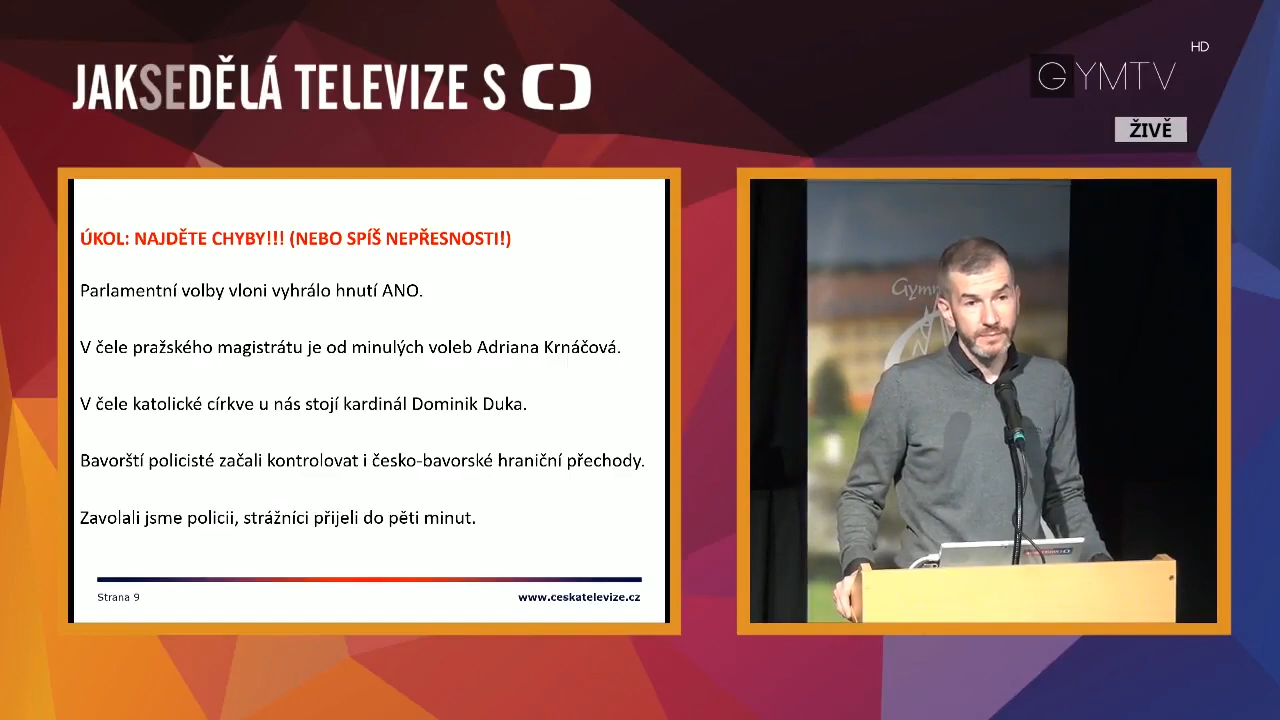 JAKSEDĚLÁ TELEVIZE S
HD
GYMTV
ŽIVĚ
ÚKOL: NAJDĚTE CHYBY!!! (NEBO SPÍŠ NEPŘESNOSTI!)
Parlamentní volby vloni vyhrálo hnutí ANO.
V čele pražského magistrátu je od minulých voleb Adriana Krnáčová.
V čele katolické církve u nás stojí kardinál Dominik Duka.
Bavorští policisté začali kontrolovat i česko-bavorské hraniční přechody.
Zavolali jsme policii, strážníci přijeli do pěti minut.
Strana 9
www.ceskatelevize.cz